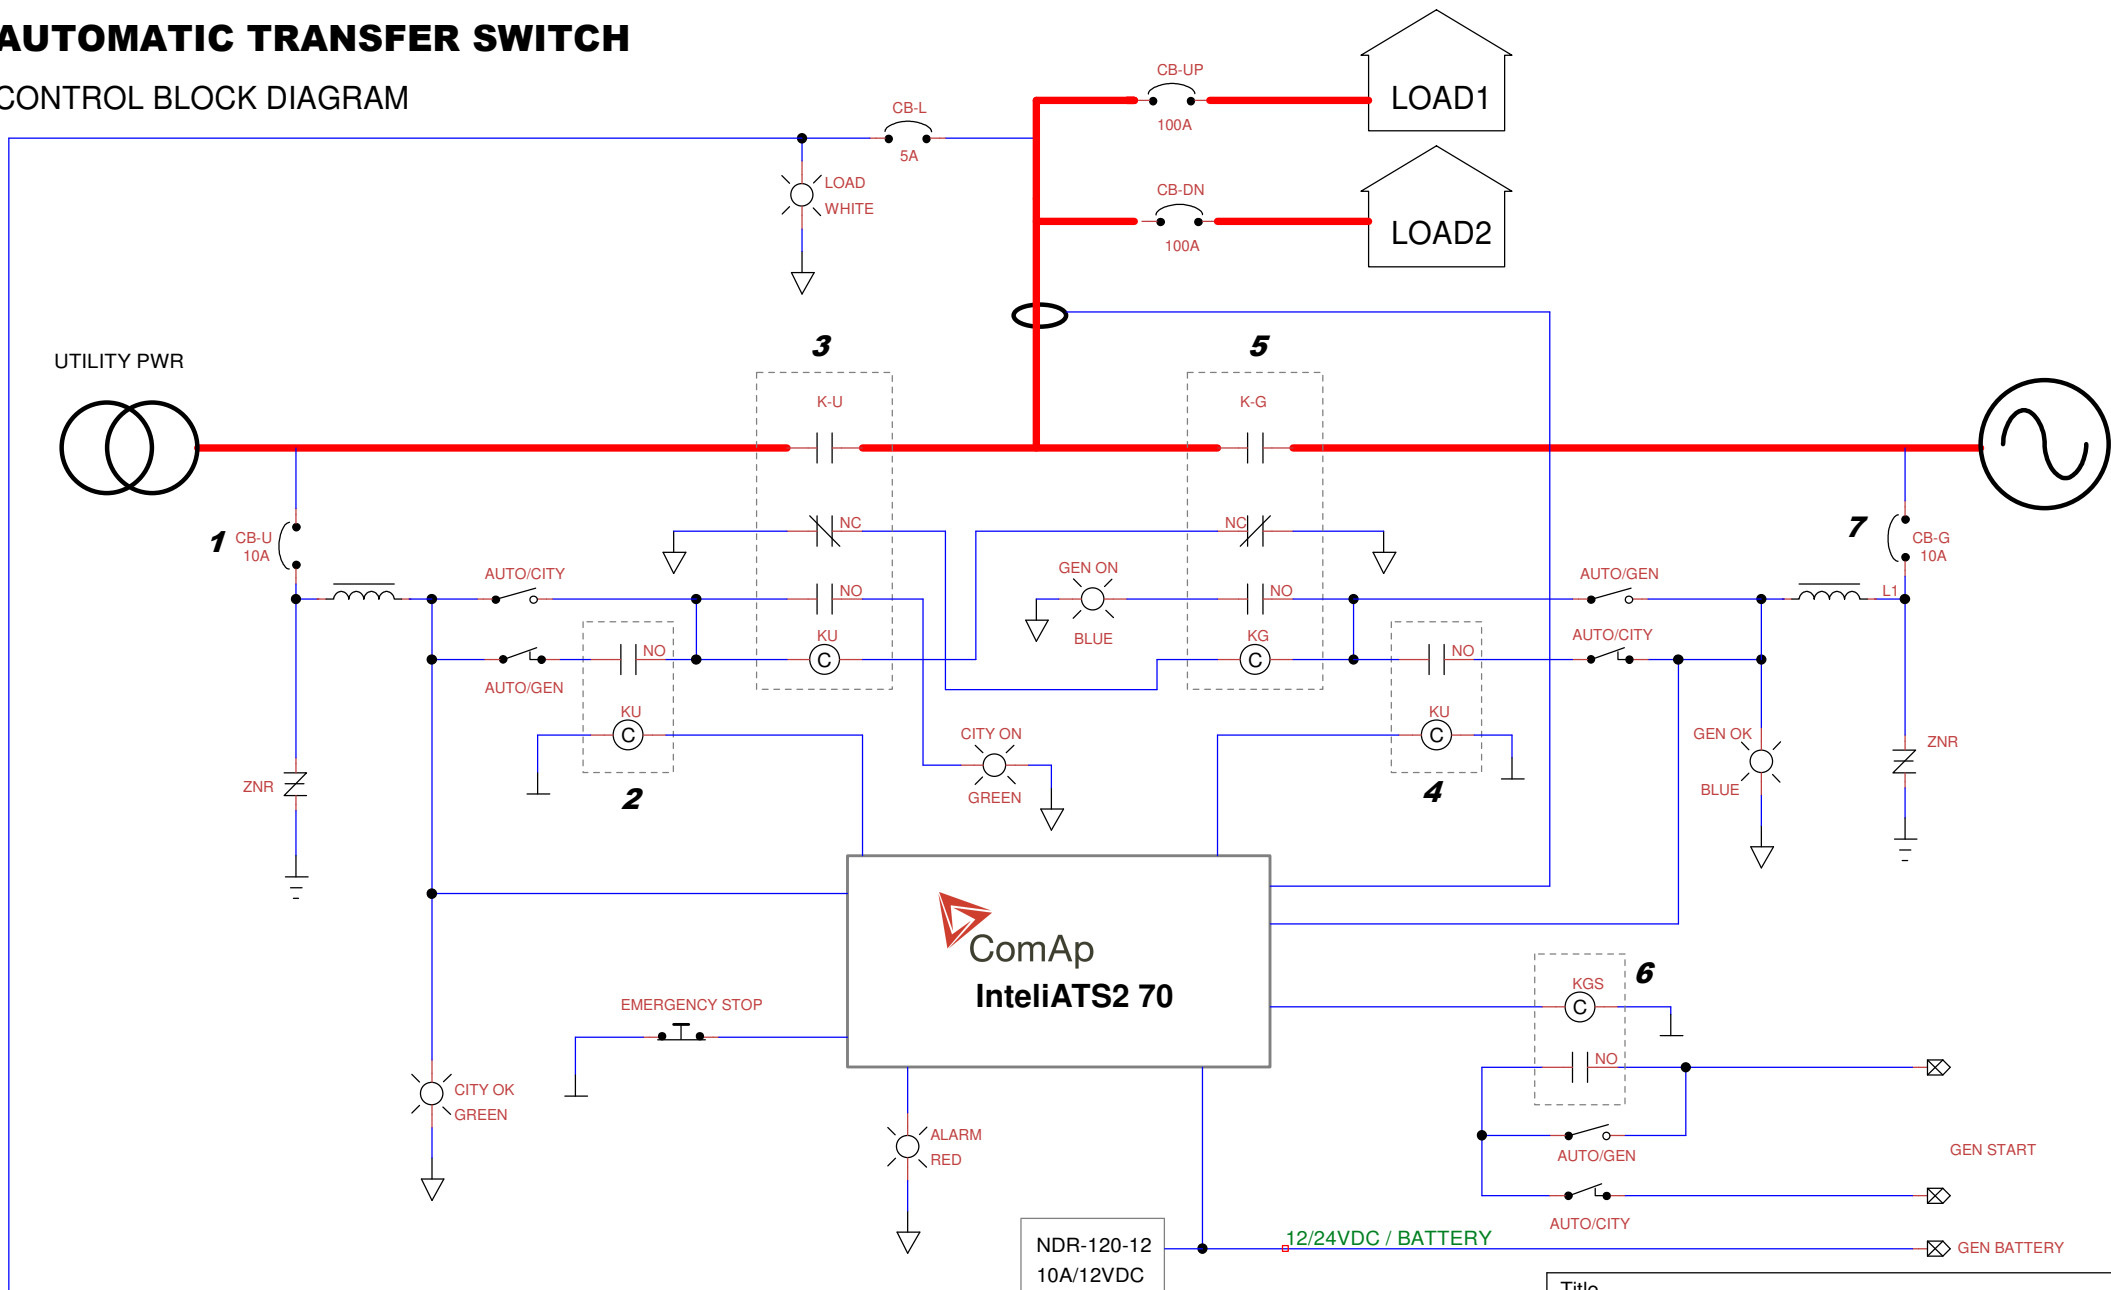 AUTOMATIC TRANSFER SWITCH
CONTROL BLOCK DIAGRAM
CB-UP
100A
LOAD1
CB-L
5A
LOAD
WHITE
CB-DN
100A
LOAD2
UTILITY PWR
3
5
K-U
K-G
1
CB-U
10A
7
CB-G
10A
NC
NC
AUTO/CITY
NO
GEN ON
BLUE
NO
AUTO/GEN
L1
AUTO/GEN
NO
KU
C
KG
C
NO
AUTO/CITY
KU
C
2
CITY ON
GREEN
KU
C
4
GEN OK
BLUE
ZNR
ZNR
ComAp
InteliATS2 70
EMERGENCY STOP
KGS
C
6
NO
CITY OK
GREEN
ALARM
RED
AUTO/GEN
GEN START
AUTO/CITY
NDR-120-12
10A/12VDC
12/24VDC / BATTERY
GEN BATTERY
Title